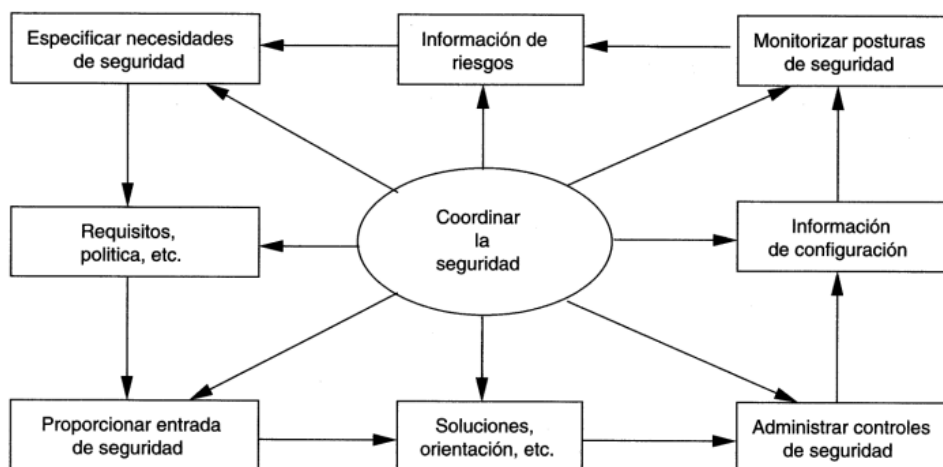 Especificar necesidades
de seguridad
Información de
riesgos
Monitorizar posturas
de seguridad
Requisitos,
politica, etc.
Coordinar
la
seguridad
Información
de configuración
Proporcionar entrada
de seguridad
Soluciones,
orientación, etc.
Administrar controles
de seguridad